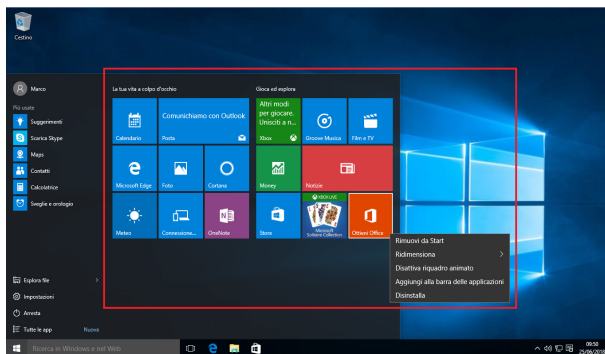 Cestino
Marco
Più usate
Suggerimenti
Scarica Skype
Maps
Contatti
Calcolatrice
Sveglie e orologio
Esplora file
Impostazioni
Arresta
Tutte le app
Nuova
La tua vita a colpo d'occhio
Calendario
Comunichiamo con Outlook
Posta
Microsoft Edge
Foto
Cortana
Meteo
Connessione...
OneNote
Gioca ed esplora
Altri modi
per giocare.
Unisciti a n...
Xbox
Groove Musica
Film e TV
Money
Notizie
Store
XBOX LIVE
Microsoft
Solitaire Collection
Ottieni Office
Rimuovi da Start
Ridimensiona
Disattiva riquadro animato
Aggiungi alla barra delle applicazioni
Disinstalla
Ricerca in Windows e nel Web
09:50
25/06/2018